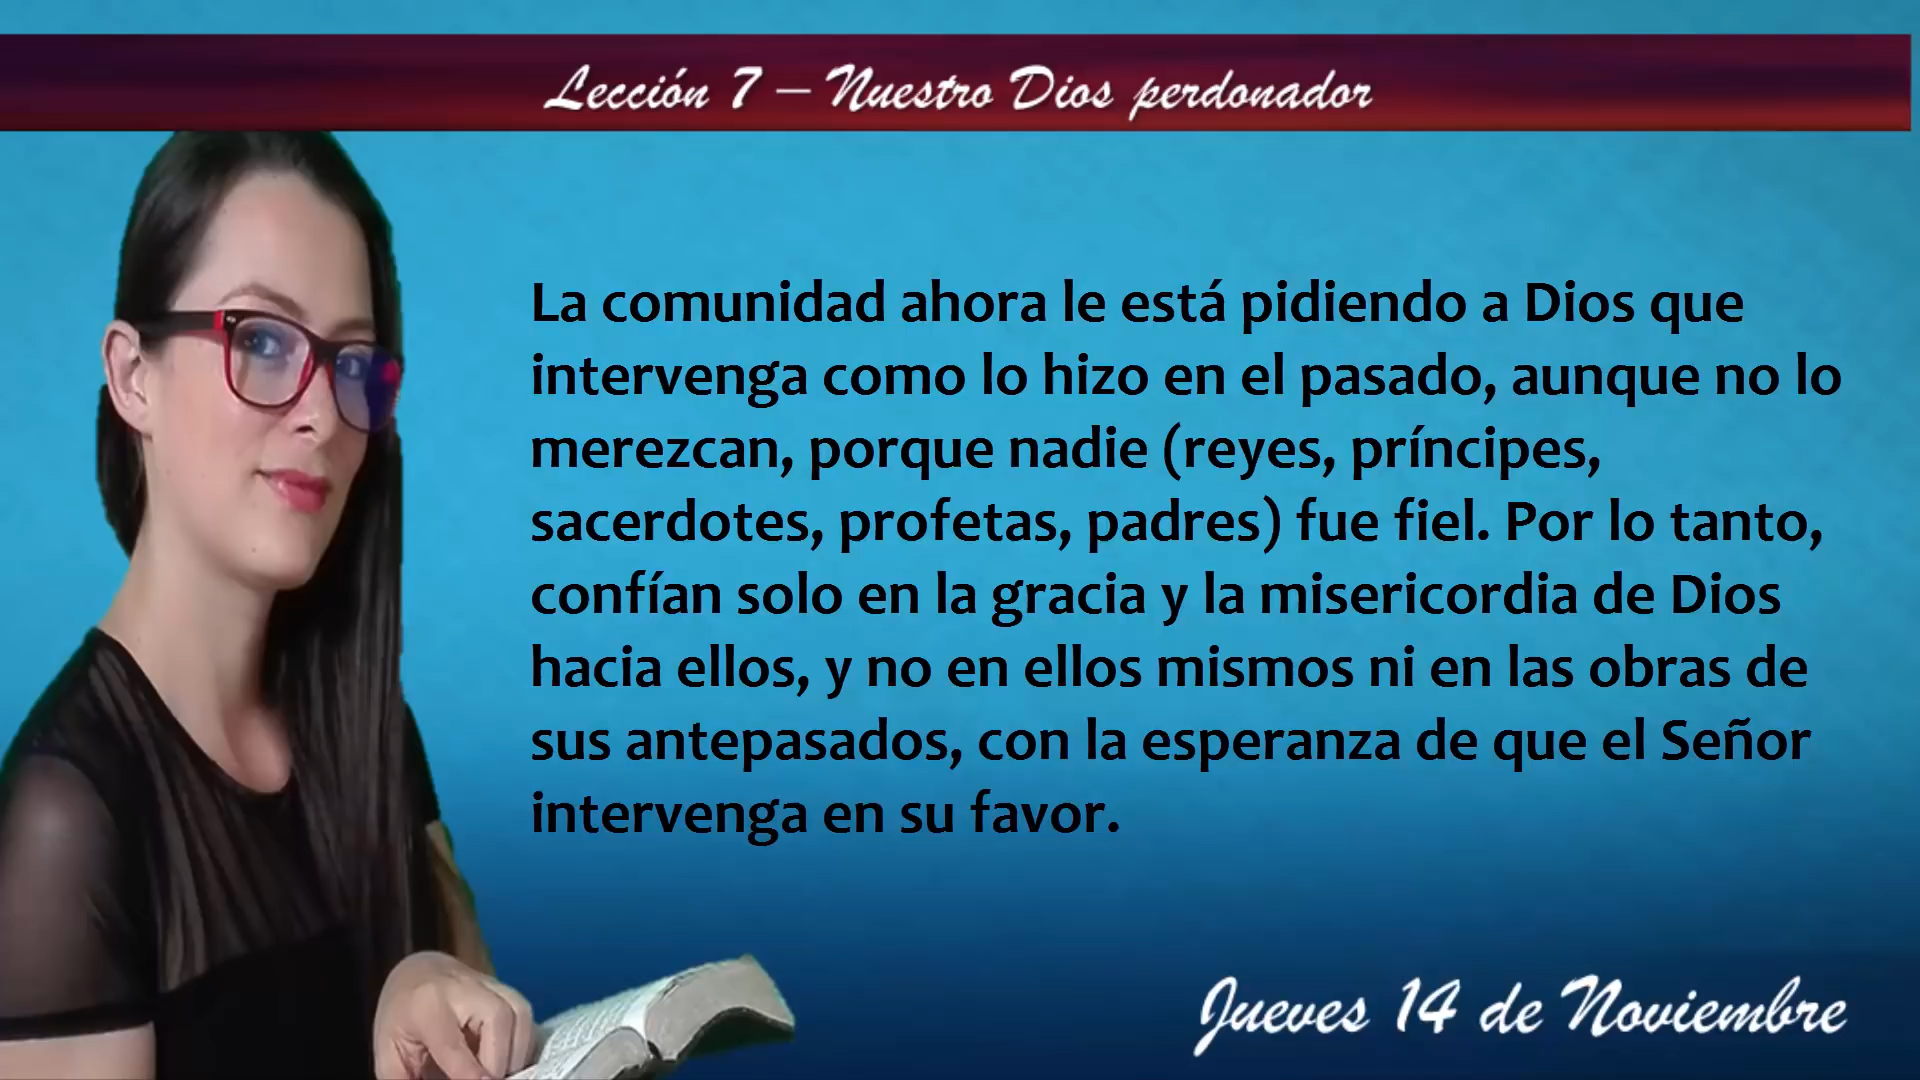 Lección 7 – Nuestro Dios perdonador
La comunidad ahora le está pidiendo a Dios que
intervenga como lo hizo en el pasado, aunque no lo
merezcan, porque nadie (reyes, príncipes,
sacerdotes, profetas, padres) fue fiel. Por lo tanto,
confían solo en la gracia y la misericordia de Dios
hacia ellos, y no en ellos mismos ni en las obras de
sus antepasados, con la esperanza de que el Señor
intervenga en su favor.
Jueves 14 de Noviembre